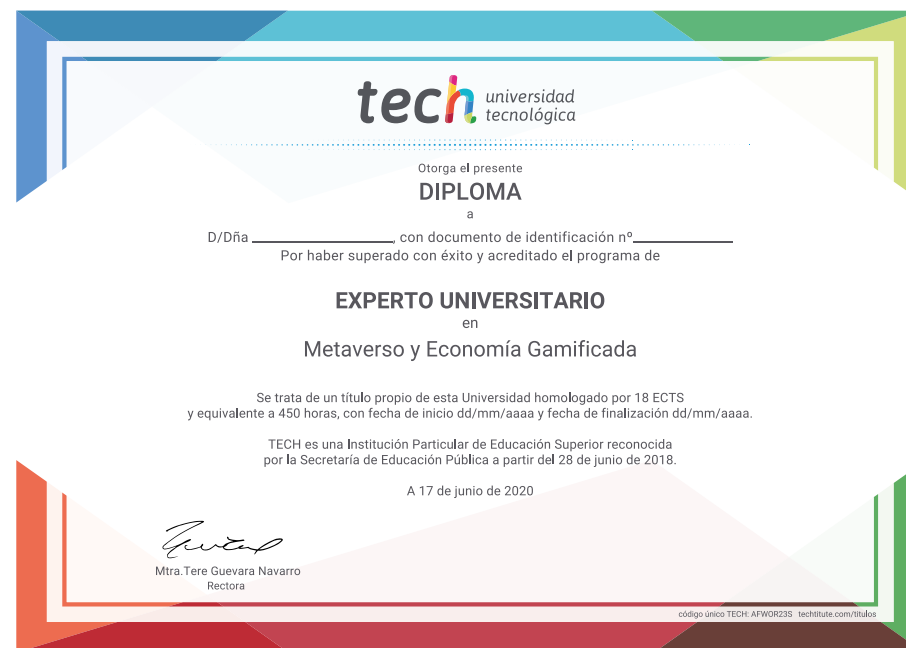 tech universidad
tecnológica
Otorga el presente
DIPLOMA
a
D/Dña ____________, con documento de identificación nº____________
Por haber superado con éxito y acreditado el programa de
EXPERTO UNIVERSITARIO
en
Metaverso y Economía Gamificada
Se trata de un título propio de esta Universidad homologado por 18 ECTS
y equivalente a 450 horas, con fecha de inicio dd/mm/aaaa y fecha de finalización dd/mm/aaaa.
TECH es una Institución Particular de Educación Superior reconocida
por la Secretaría de Educación Pública a partir del 28 de junio de 2018.
A 17 de junio de 2020
Mtra.Tere Guevara Navarro
Rectora
código único TECH: AFWOR23S techtitute.com/titulos